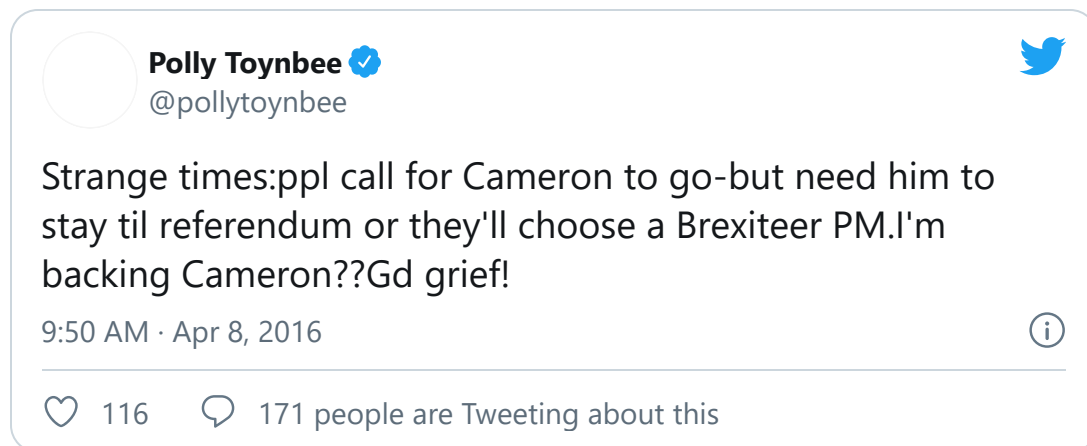 Polly Toynbee
@pollytoynbee
Strange times:ppl call for Cameron to go-but need him to
stay til referendum or they'll choose a Brexiteer PM.I'm
backing Cameron??Gd grief!
9:50 AM · Apr 8, 2016
116 171 people are Tweeting about this